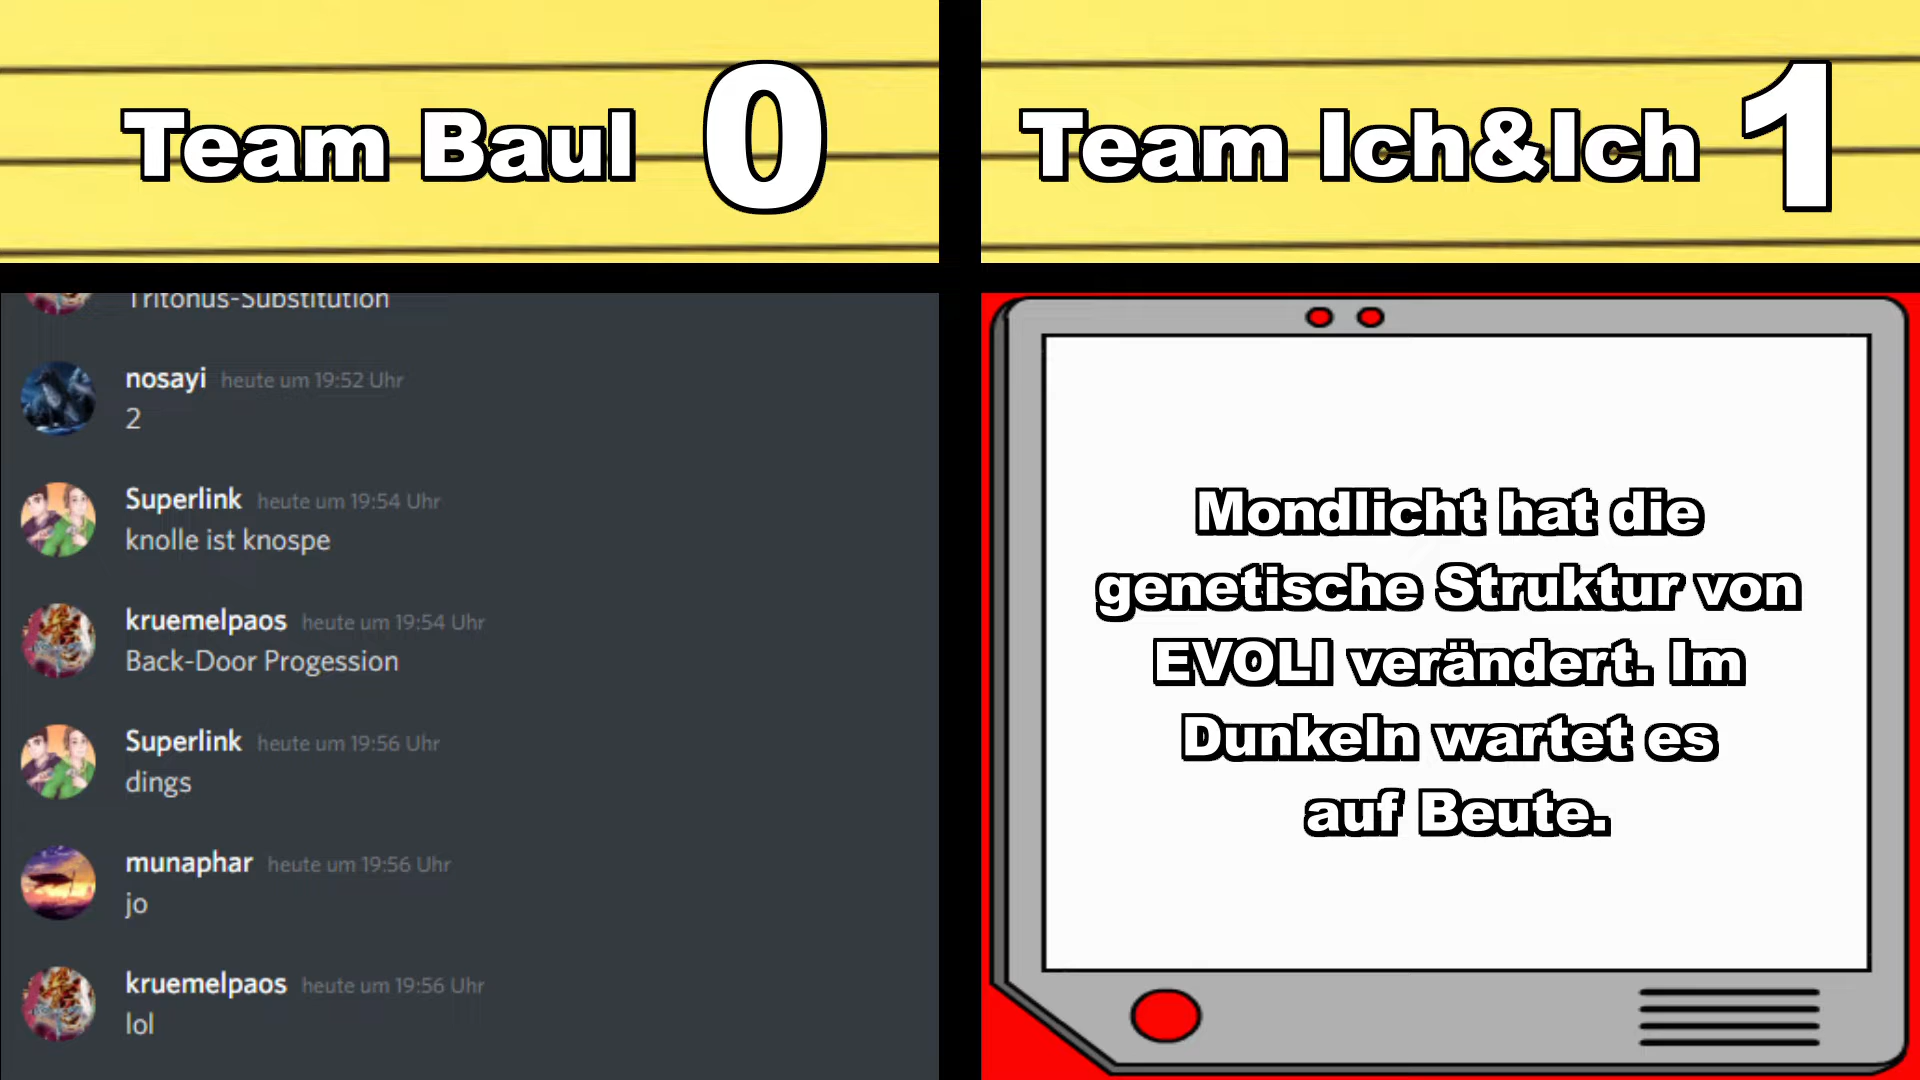 Team Baul 0
Team Ich&Ich 1
Tritonus-Substitution
nosayi heute um 19:52 Uhr
2
Superlink heute um 19:54 Uhr
knolle ist knospe
kruemelpaos heute um 19:54 Uhr
Back-Door Progession
Superlink heute um 19:56 Uhr
dings
munaphar heute um 19:56 Uhr
jo
kruemelpaos heute um 19:56 Uhr
lol
Mondlicht hat die
genetische Struktur von
EVOLI verändert. Im
Dunkeln wartet es
auf Beute.